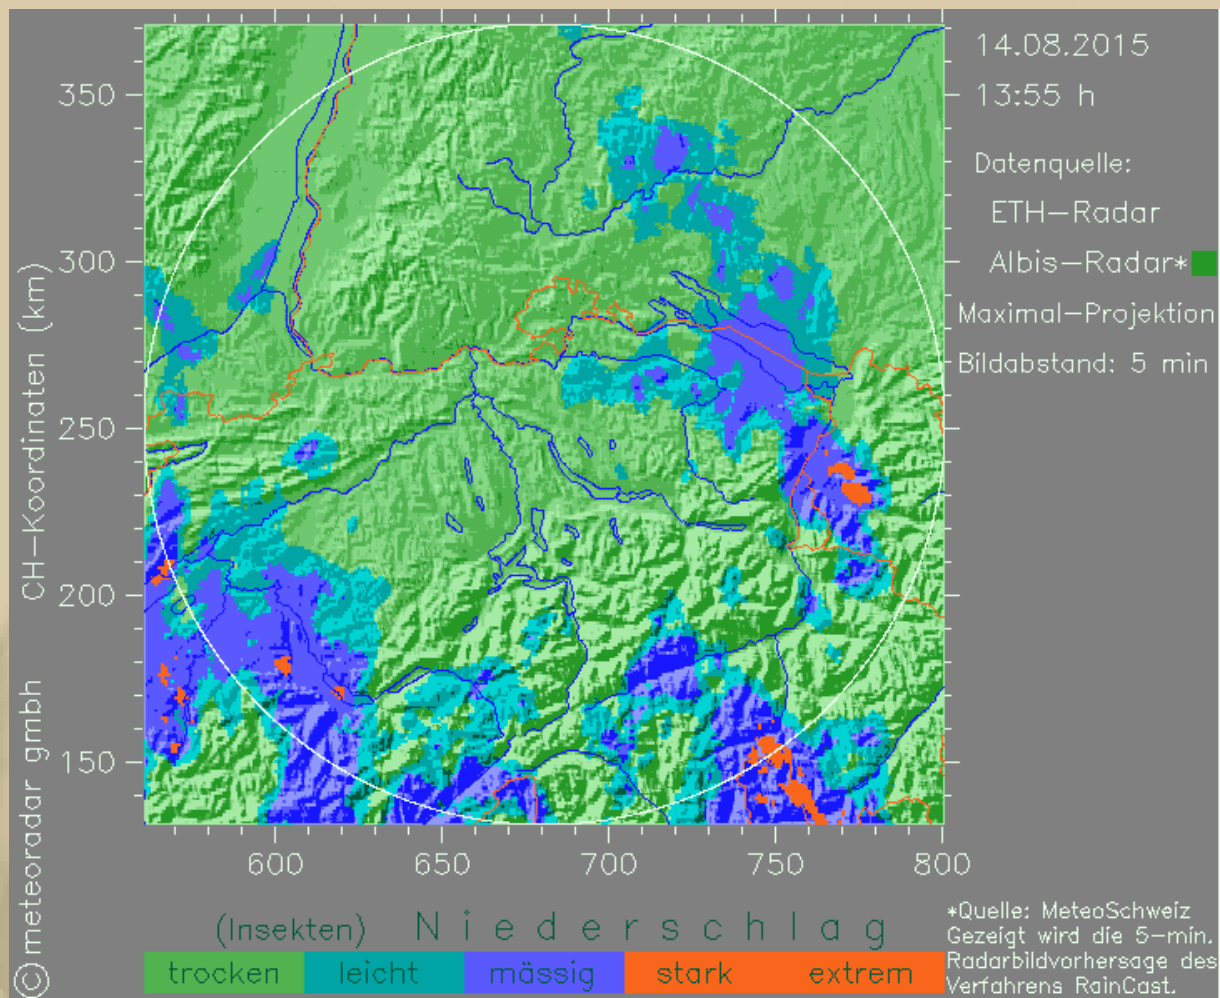 14.08.2015
13:55 h
Datenquelle:
ETH-Radar
Albis-Radar*
Maximal-Projektion
Bildabstand: 5 min
CH-Koordinaten (km)
© meteoradar gmbh
350
300
250
200
150
600
650
700
750
800
(Insekten) Niederschlag
trocken leicht mässig stark extrem
*Quelle: MeteoSchweiz
Gezeigt wird die 5-min.
Radarbildvorhersage des
Verfahrens RainCast.